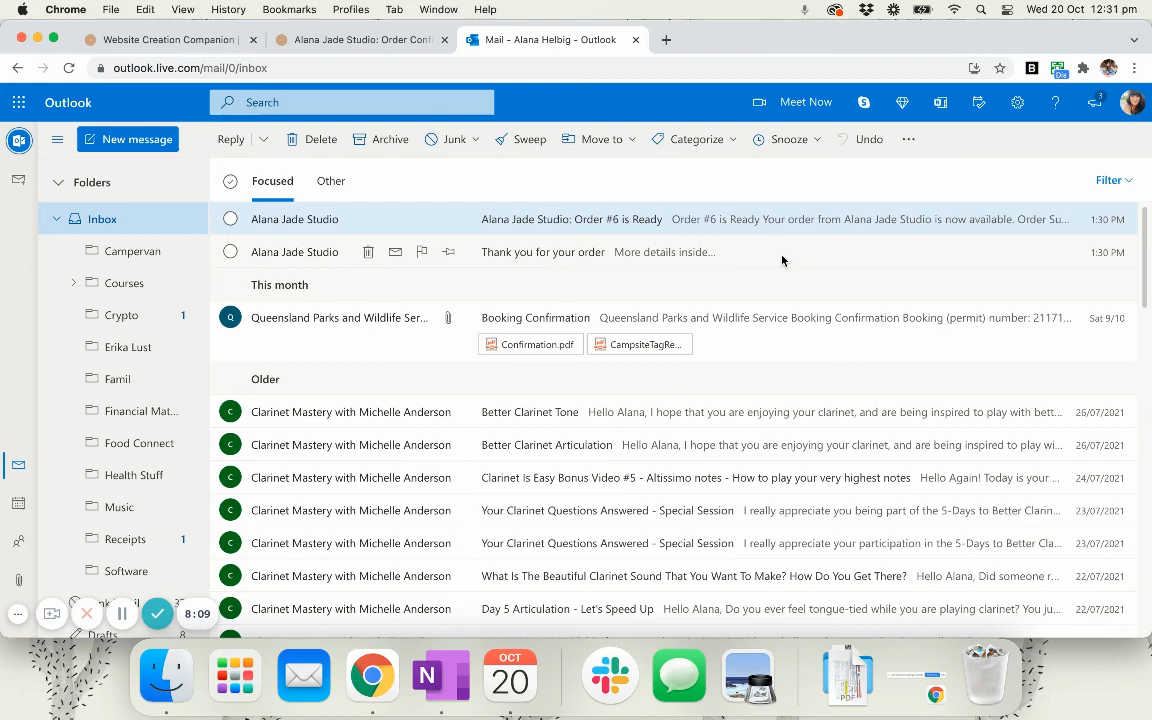 Chrome File Edit View History Bookmarks Profiles Tab Window Help Wed 20 Oct 12:31 pm
Website Creation Companion | Alana Jade Studio: Order Confi Mail - Alana Helbig - Outlook
outlook.live.com/mail/0/inbox B Dis
Outlook Search Meet Now 3
New message Reply Delete Archive Junk Sweep Move to Categorize Snooze Undo
Folders Focused Other Filter
Inbox Alana Jade Studio Alana Jade Studio: Order #6 is Ready Order #6 is Ready Your order from Alana Jade Studio is now available. Order Su... 1:30 PM
Campervan Alana Jade Studio Thank you for your order More details inside... 1:30 PM
Courses This month
Crypto 1 Q Queensland Parks and Wildlife Ser... Booking Confirmation Queensland Parks and Wildlife Service Booking Confirmation Booking (permit) number: 21171... Sat 9/10
Erika Lust Confirmation.pdf CampsiteTagRe...
Famil Older
Financial Mat... C Clarinet Mastery with Michelle Anderson Better Clarinet Tone Hello Alana, I hope that you are enjoying your clarinet, and are being inspired to play with bett... 26/07/2021
Food Connect C Clarinet Mastery with Michelle Anderson Better Clarinet Articulation Hello Alana, I hope that you are enjoying your clarinet, and are being inspired to play wi... 26/07/2021
Health Stuff C Clarinet Mastery with Michelle Anderson Clarinet Is Easy Bonus Video #5 - Altissimo notes - How to play your very highest notes Hello Again! Today is your ... 24/07/2021
Music C Clarinet Mastery with Michelle Anderson Your Clarinet Questions Answered - Special Session I really appreciate you being part of the 5-Days to Better Clarin... 23/07/2021
Receipts 1 C Clarinet Mastery with Michelle Anderson Your Clarinet Questions Answered - Special Session I really appreciate your participation in the 5-Days to Better Cla... 23/07/2021
Software C Clarinet Mastery with Michelle Anderson What Is The Beautiful Clarinet Sound That You Want To Make? How Do You Get There? Hello Alana, Did someone r... 22/07/2021
8:09 C Clarinet Mastery with Michelle Anderson Day 5 Articulation - Let's Speed Up Hello Alana, Do you ever feel tongue-tied while you are playing clarinet? You ju... 22/07/2021
Drafts 8
N OCT
20 PDF